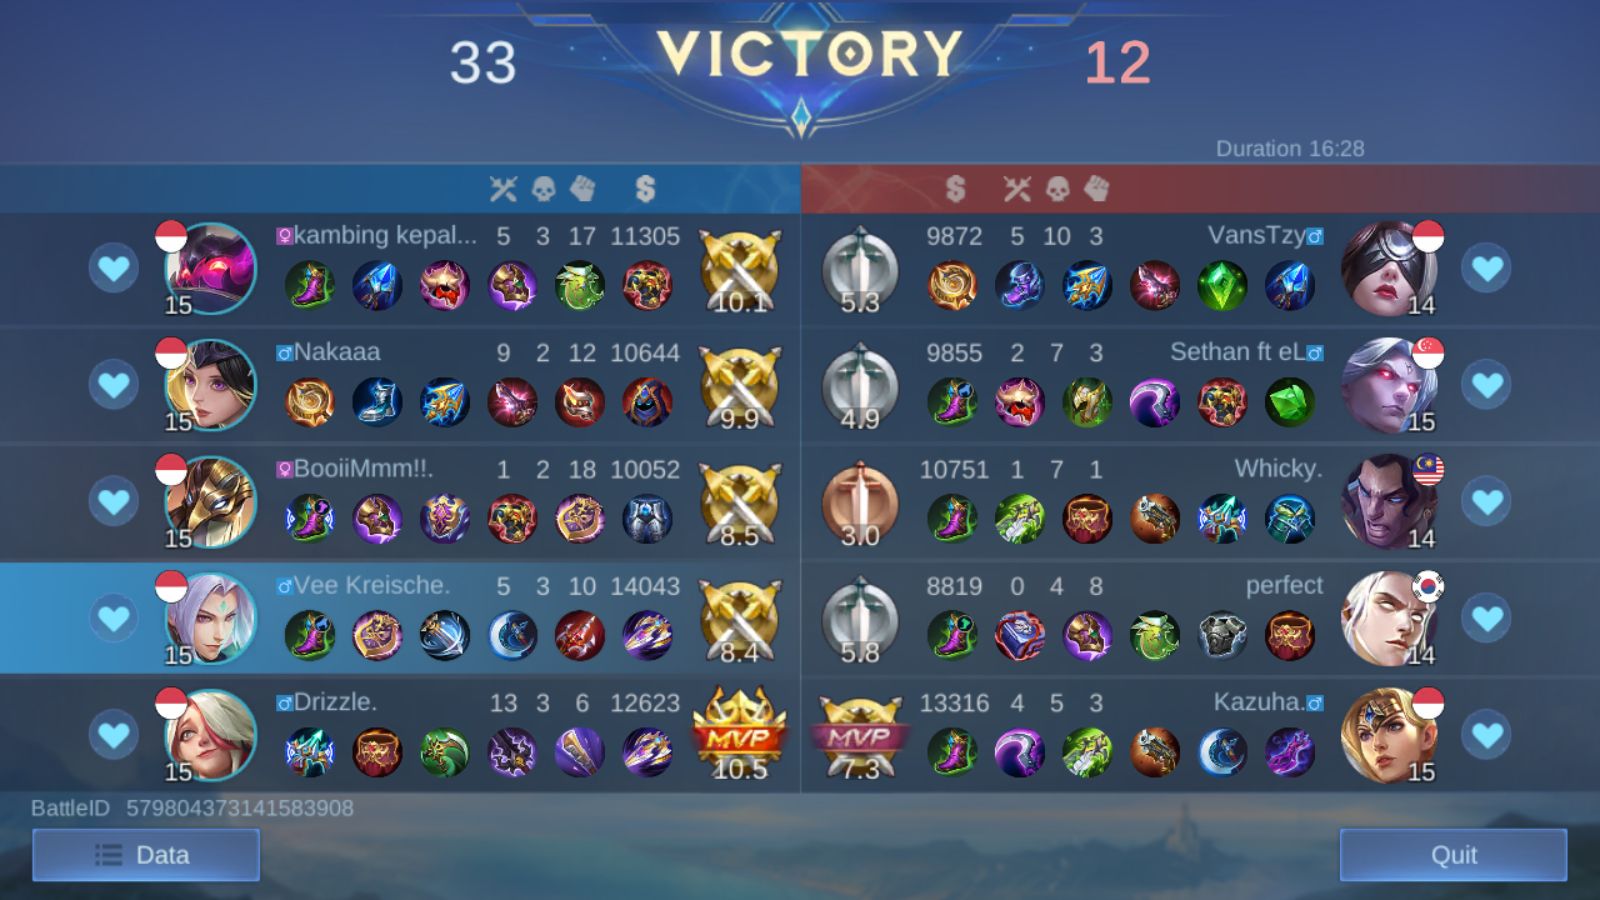 33 VICTORY 12
Duration 16:28
kambing kepal... 5 3 17 11305
15 10.1
5.3 9872 5 10 3 VansTzy
14
Nakaaa 9 2 12 10644
15 9.9
4.9 9855 2 7 3 Sethan ft eL
15
BooiiMmm!!. 1 2 18 10052
15 8.5
3.0 10751 1 7 1 Whicky.
14
Vee Kreische. 5 3 10 14043
15 8.4
5.8 8819 0 4 8 perfect
14
Drizzle. 13 3 6 12623
15 MVP 10.5
MVP 7.3 13316 4 5 3 Kazuha.
15
BattleID 579804373141583908
Data
Quit